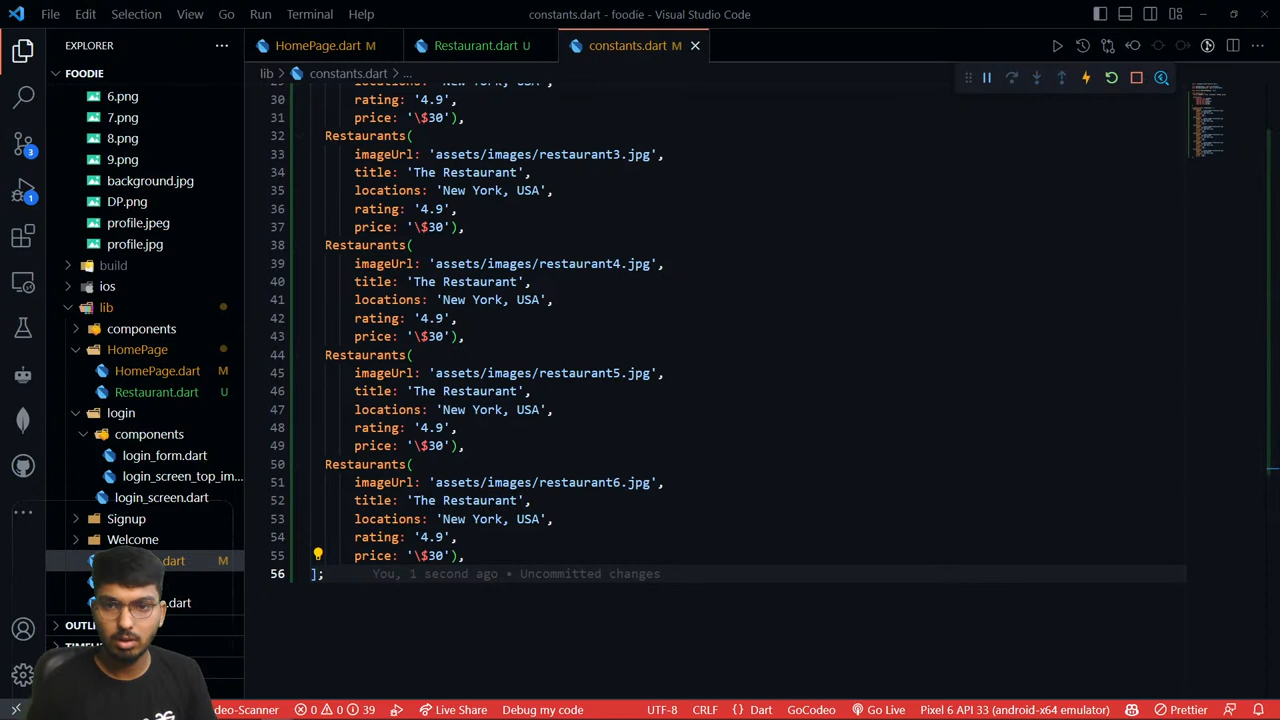 File Edit Selection View Go Run Terminal Help
constants.dart - foodie - Visual Studio Code
EXPLORER
HomePage.dart M
Restaurant.dart U
constants.dart M
FOODIE
lib > constants.dart > ...
6.png
7.png
8.png
9.png
background.jpg
DP.png
profile.jpeg
profile.jpg
build
ios
lib
components
HomePage
HomePage.dart M
Restaurant.dart U
login
components
login_form.dart
login_screen_top_im...
login_screen.dart
Signup
Welcome
.dart M
.dart
OUTL
TIMEL
3
1
locations: 'New York, USA',
30 rating: '4.9',
31 price: '\$30'),
32 Restaurants(
33 imageUrl: 'assets/images/restaurant3.jpg',
34 title: 'The Restaurant',
35 locations: 'New York, USA',
36 rating: '4.9',
37 price: '\$30'),
38 Restaurants(
39 imageUrl: 'assets/images/restaurant4.jpg',
40 title: 'The Restaurant',
41 locations: 'New York, USA',
42 rating: '4.9',
43 price: '\$30'),
44 Restaurants(
45 imageUrl: 'assets/images/restaurant5.jpg',
46 title: 'The Restaurant',
47 locations: 'New York, USA',
48 rating: '4.9',
49 price: '\$30'),
50 Restaurants(
51 imageUrl: 'assets/images/restaurant6.jpg',
52 title: 'The Restaurant',
53 locations: 'New York, USA',
54 rating: '4.9',
55 price: '\$30'),
56 ]; You, 1 second ago • Uncommitted changes
deo-Scanner 0 0 39 Live Share Debug my code UTF-8 CRLF {} Dart GoCodeo Go Live Pixel 6 API 33 (android-x64 emulator) Prettier